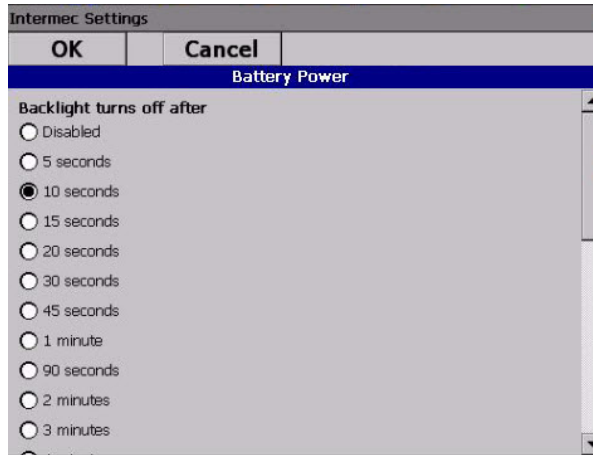 Intermec Settings
OK Cancel
Battery Power
Backlight turns off after
Disabled
5 seconds
10 seconds
15 seconds
20 seconds
30 seconds
45 seconds
1 minute
90 seconds
2 minutes
3 minutes